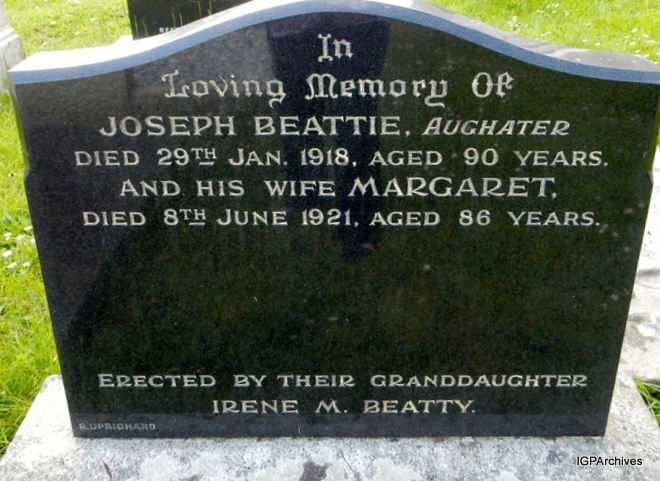 In
Loving Memory Of
JOSEPH BEATTIE, AUGHATER
DIED 29TH JAN. 1918, AGED 90 YEARS.
AND HIS WIFE MARGARET,
DIED 8TH JUNE 1921, AGED 86 YEARS.
ERECTED BY THEIR GRANDDAUGHTER
IRENE M. BEATTY.
R. UPRICHARD
IGPArchives